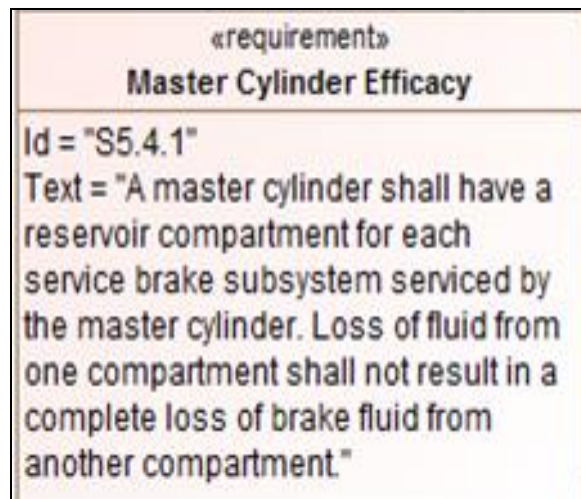 «requirement»
Master Cylinder Efficacy
Id = "S5.4.1"
Text = "A master cylinder shall have a
reservoir compartment for each
service brake subsystem serviced by
the master cylinder. Loss of fluid from
one compartment shall not result in a
complete loss of brake fluid from
another compartment."